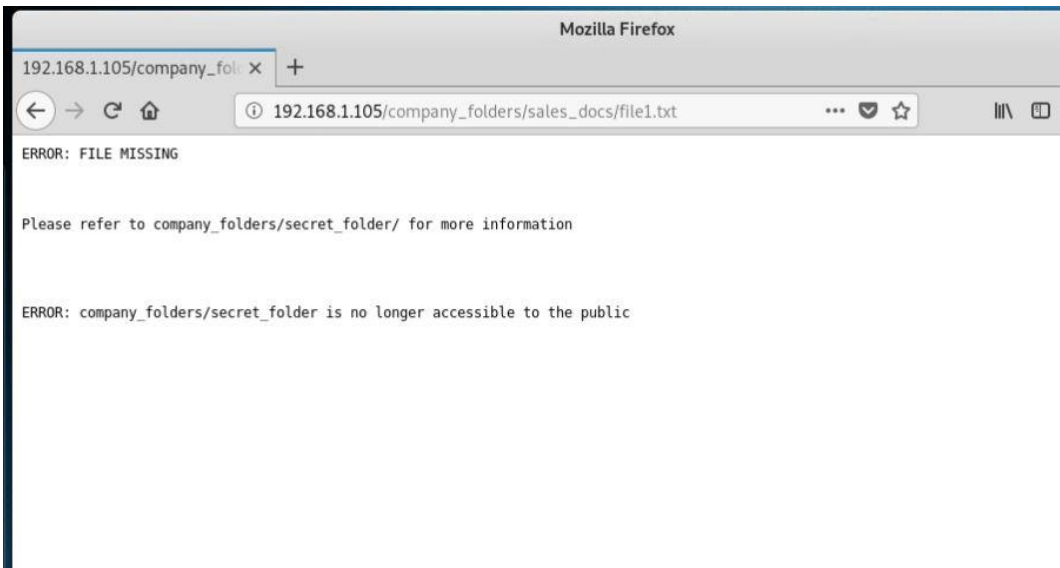 Mozilla Firefox
192.168.1.105/company_fol
192.168.1.105/company_folders/sales_docs/file1.txt
ERROR: FILE MISSING
Please refer to company_folders/secret_folder/ for more information
ERROR: company_folders/secret_folder is no longer accessible to the public